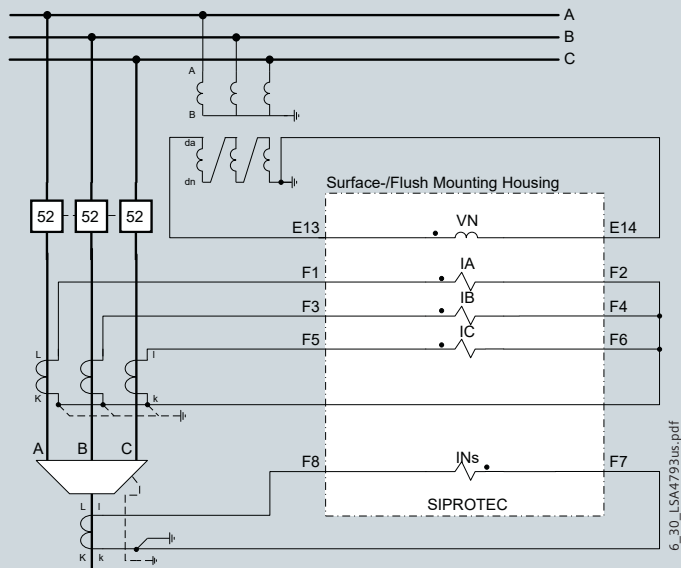 A
B
C
A
B
da
dn
Surface-/Flush Mounting Housing
52
52
52
E13
VN
E14
F1
IA
F2
F3
IB
F4
F5
IC
F6
L
l
K
k
A
B
C
F8
INs
F7
SIPROTEC
L
l
K
k
6_30_LSA4793us.pdf